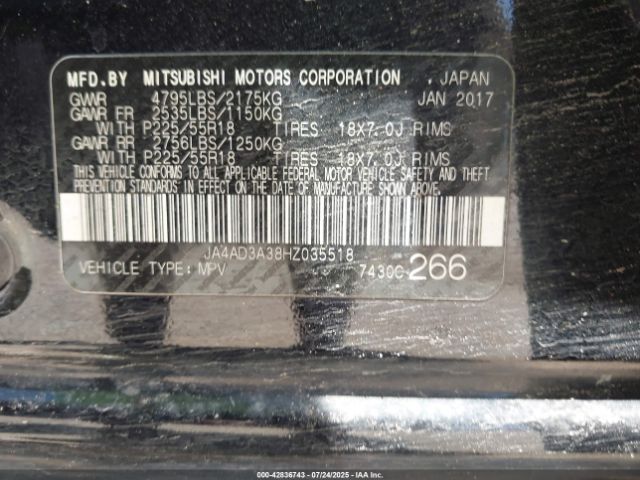 MFD.BY MITSUBISHI MOTORS CORPORATION , JAPAN
GVWR 4795LBS/2175KG JAN 2017
GAWR FR 2535LBS/1150KG
WITH P225/55R18 TIRES 18X7.0J RIMS
GAWR RR 2756LBS/1250KG
WITH P225/55R18 TIRES 18X7.0J RIMS
THIS VEHICLE CONFORMS TO ALL APPLICABLE FEDERAL MOTOR VEHICLE SAFETY AND THEFT
PREVENTION STANDARDS IN EFFECT ON THE DATE OF MANUFACTURE SHOWN ABOVE.
JA4AD3A38HZ035518
VEHICLE TYPE: MPV 7430C-266
000-42836743 - 07/24/2025 - IAAI Copart